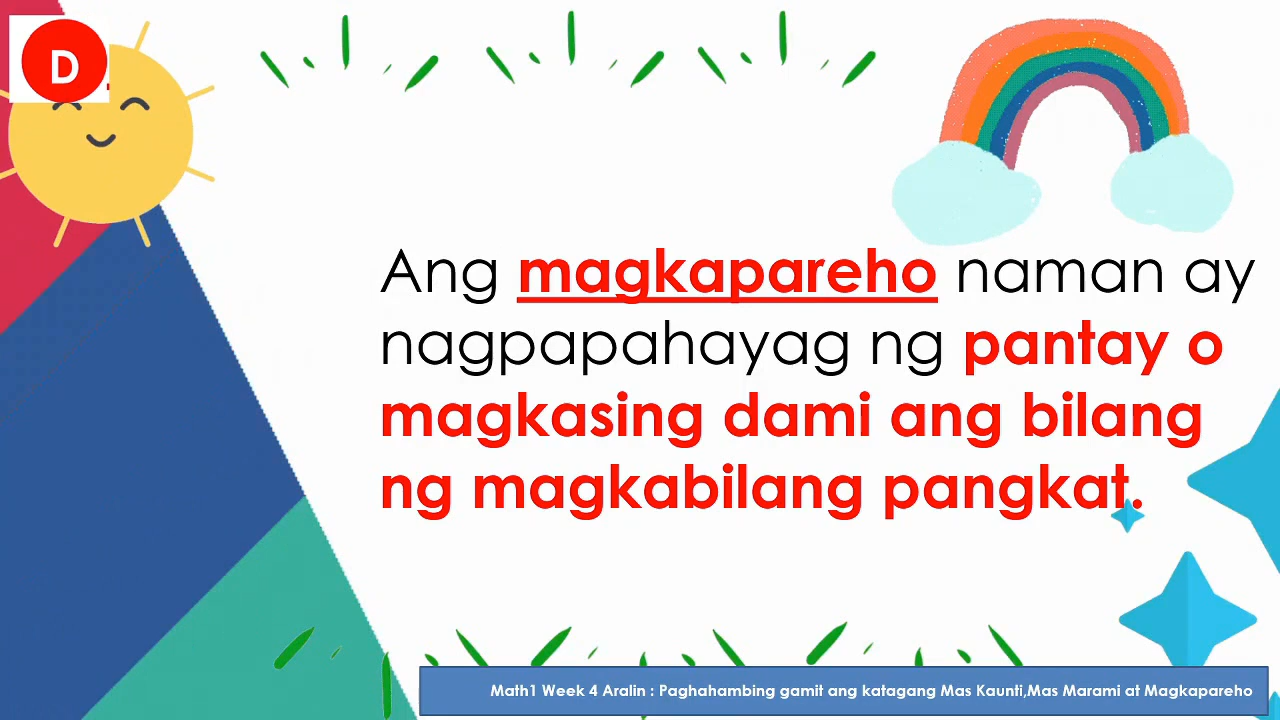 D
Ang magkapareho naman ay
nagpapahayag ng pantay o
magkasing dami ang bilang
ng magkabilang pangkat.
Math1 Week 4 Aralin : Paghahambing gamit ang katagang Mas Kaunti,Mas Marami at Magkapareho